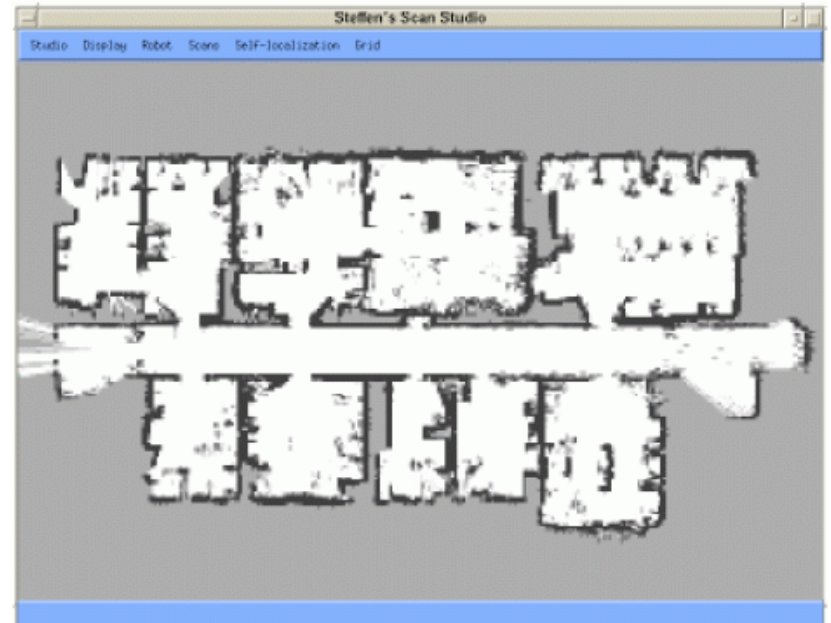 Steffen's Scan Studio
Studio Display Robot Scans Self-localization Grid